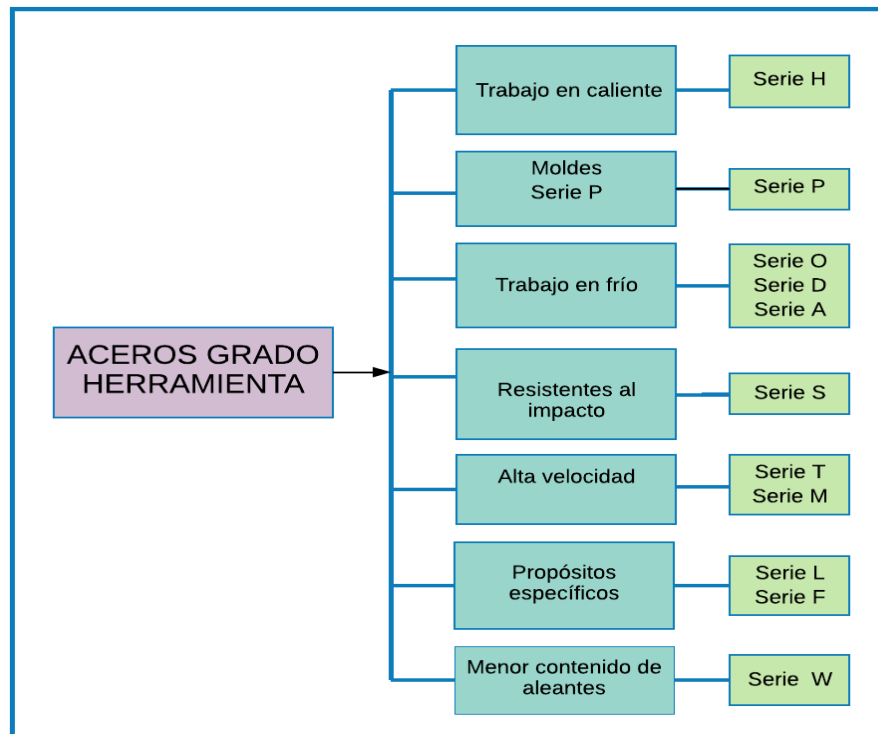 Trabajo en caliente
Serie H
Moldes
Serie P
Serie P
Trabajo en frío
Serie O
Serie D
Serie A
ACEROS GRADO
HERRAMIENTA
Resistentes al
impacto
Serie S
Alta velocidad
Serie T
Serie M
Propósitos
específicos
Serie L
Serie F
Menor contenido de
aleantes
Serie W